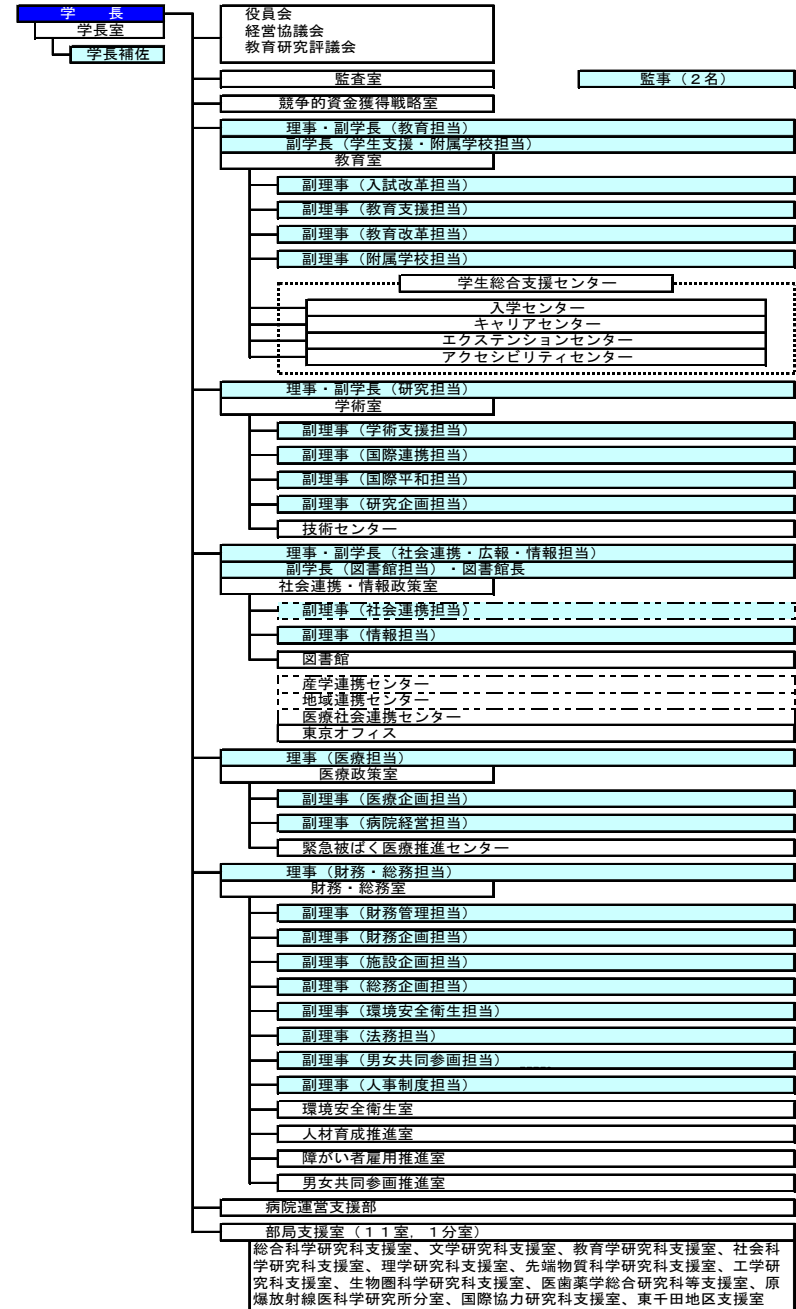 学　長
学長室
学長補佐
役員会
経営協議会
教育研究評議会
監査室
監事（２名）
競争的資金獲得戦略室
理事・副学長（教育担当）
副学長（学生支援・附属学校担当）
教育室
副理事（入試改革担当）
副理事（教育支援担当）
副理事（教育改革担当）
副理事（附属学校担当）
学生総合支援センター
入学センター
キャリアセンター
エクステンションセンター
アクセシビリティセンター
理事・副学長（研究担当）
学術室
副理事（学術支援担当）
副理事（国際連携担当）
副理事（国際平和担当）
副理事（研究企画担当）
技術センター
理事・副学長（社会連携・広報・情報担当）
副学長（図書館担当）・図書館長
社会連携・情報政策室
副理事（社会連携担当）
副理事（情報担当）
図書館
産学連携センター
地域連携センター
医療社会連携センター
東京オフィス
理事（医療担当）
医療政策室
副理事（医療企画担当）
副理事（病院経営担当）
緊急被ばく医療推進センター
理事（財務・総務担当）
財務・総務室
副理事（財務管理担当）
副理事（財務企画担当）
副理事（施設企画担当）
副理事（総務企画担当）
副理事（環境安全衛生担当）
副理事（法務担当）
副理事（男女共同参画担当）
副理事（人事制度担当）
環境安全衛生室
人材育成推進室
障がい者雇用推進室
男女共同参画推進室
病院運営支援部
部局支援室（１１室，１分室）
総合科学研究科支援室、文学研究科支援室、教育学研究科支援室、社会科
学研究科支援室、理学研究科支援室、先端物質科学研究科支援室、工学研
究科支援室、生物圏科学研究科支援室、医歯薬学総合研究科等支援室、原
爆放射線医科学研究所分室、国際協力研究科支援室、東千田地区支援室